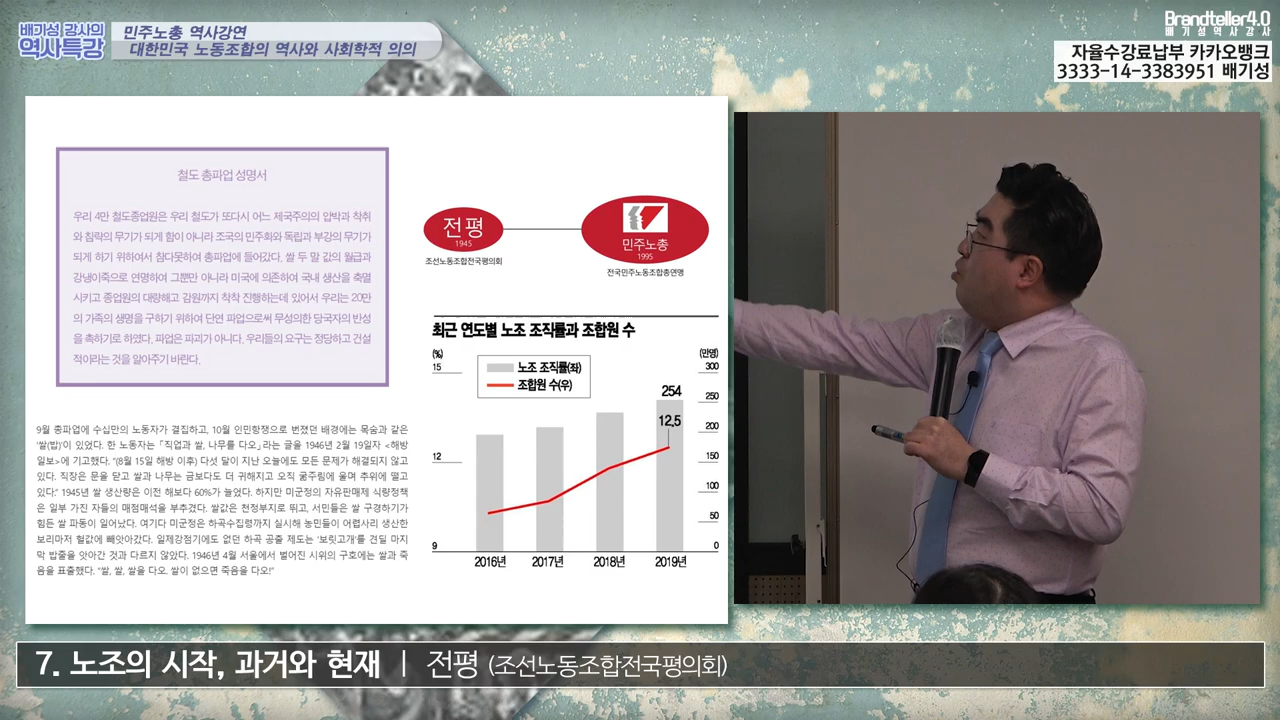 배기성 강사의
역사특강
민주노총 역사강연
대한민국 노동조합의 역사와 사회학적 의의
Brandteller4.0
배기성역사강사
자율수강료납부 카카오뱅크
3333-14-3383951 배기성
철도 총파업 성명서
우리 4만 철도종업원은 우리 철도가 또다시 어느 제국주의의 압박과 착취
와 침략의 무기가 되게 함이 아니라 조국의 민주화와 독립과 부강의 무기가
되게 하기 위하여서 참다못하여 총파업에 들어갔다. 쌀 두 말 값의 월급과
강냉이죽으로 연명하여 그뿐만 아니라 미국에 의존하여 국내 생산을 축멸
시키고 종업원의 대량해고 감원까지 착착 진행하는데 있어서 우리는 20만
의 가족의 생명을 구하기 위하여 단연 파업으로써 무성의한 당국자의 반성
을 촉하기로 하였다. 파업은 파괴가 아니다. 우리들의 요구는 정당하고 건설
적이라는 것을 알아주기 바란다.
전평
1945
조선노동조합전국평의회
민주노총
1995
전국민주노동조합총연맹
9월 총파업에 수십만의 노동자가 결집하고, 10월 인민항쟁으로 번졌던 배경에는 목숨과 같은
‘쌀(밥)’이 있었다. 한 노동자는 「직업과 쌀, 나무를 다오」라는 글을 1946년 2월 19일자 <해방
일보>에 기고했다. “(8월 15일 해방 이후) 다섯 달이 지난 오늘에도 모든 문제가 해결되지 않고
있다. 직장은 문을 닫고 쌀과 나무는 금보다도 더 귀해지고 오직 굶주림에 울며 추위에 떨고
있다.” 1945년 쌀 생산량은 이전 해보다 60%가 늘었다. 하지만 미군정의 자유판매제 식량정책
은 일부 가진 자들의 매점매석을 부추겼다. 쌀값은 천정부지로 뛰고, 서민들은 쌀 구경하기가
힘든 쌀 파동이 일어났다. 여기다 미군정은 하곡수집령까지 실시해 농민들이 어렵사리 생산한
보리마저 헐값에 빼앗아갔다. 일제강점기에도 없던 하곡 공출 제도는 ‘보릿고개’를 견딜 마지
막 밥줄을 앗아간 것과 다르지 않았다. 1946년 4월 서울에서 벌어진 시위의 구호에는 쌀과 죽
음을 표출했다. “쌀, 쌀, 쌀을 다오. 쌀이 없으면 죽음을 다오!”
최근 연도별 노조 조직률과 조합원 수
(%)
(만명)
15
12
9
노조 조직률(좌)
조합원 수(우)
254
12.5
300
250
200
150
100
50
0
2016년 2017년 2018년 2019년
7. 노조의 시작, 과거와 현재 | 전평 (조선노동조합전국평의회)